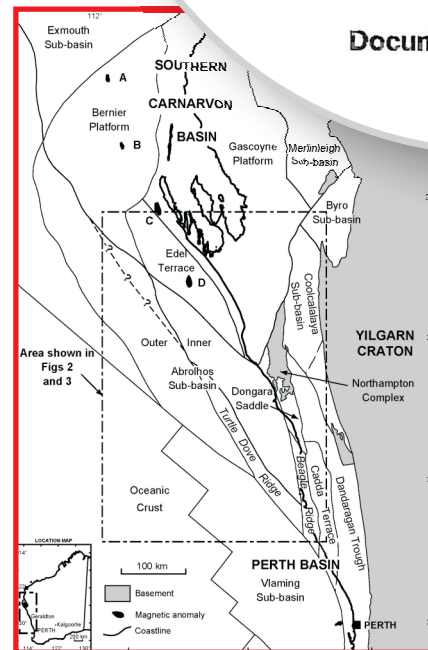 112°
Docum
Exmouth
Sub-basin
A
SOUTHERN
CARNARVON
BASIN
Bernier
Platform
B
Gascoyne
Platform
Merlinleigh
Sub-basin
Byro
Sub-basin
C
Edel
Terrace
D
Coolcalalaya
Sub-basin
?
?
?
Outer
Inner
Abrolhos
Sub-basin
YILGARN
CRATON
Area shown in
Figs 2
and 3
Northampton
Complex
Dongara
Saddle
Turtle Dove Ridge
Beagle Ridge
Cadda Terrace
Dandaragan Trough
Oceanic
Crust
PERTH BASIN
Vlaming
Sub-basin
PERTH
100 km
Basement
Magnetic anomaly
Coastline
LOCATION MAP
Geraldton
Kalgoorlie
PERTH
200 km